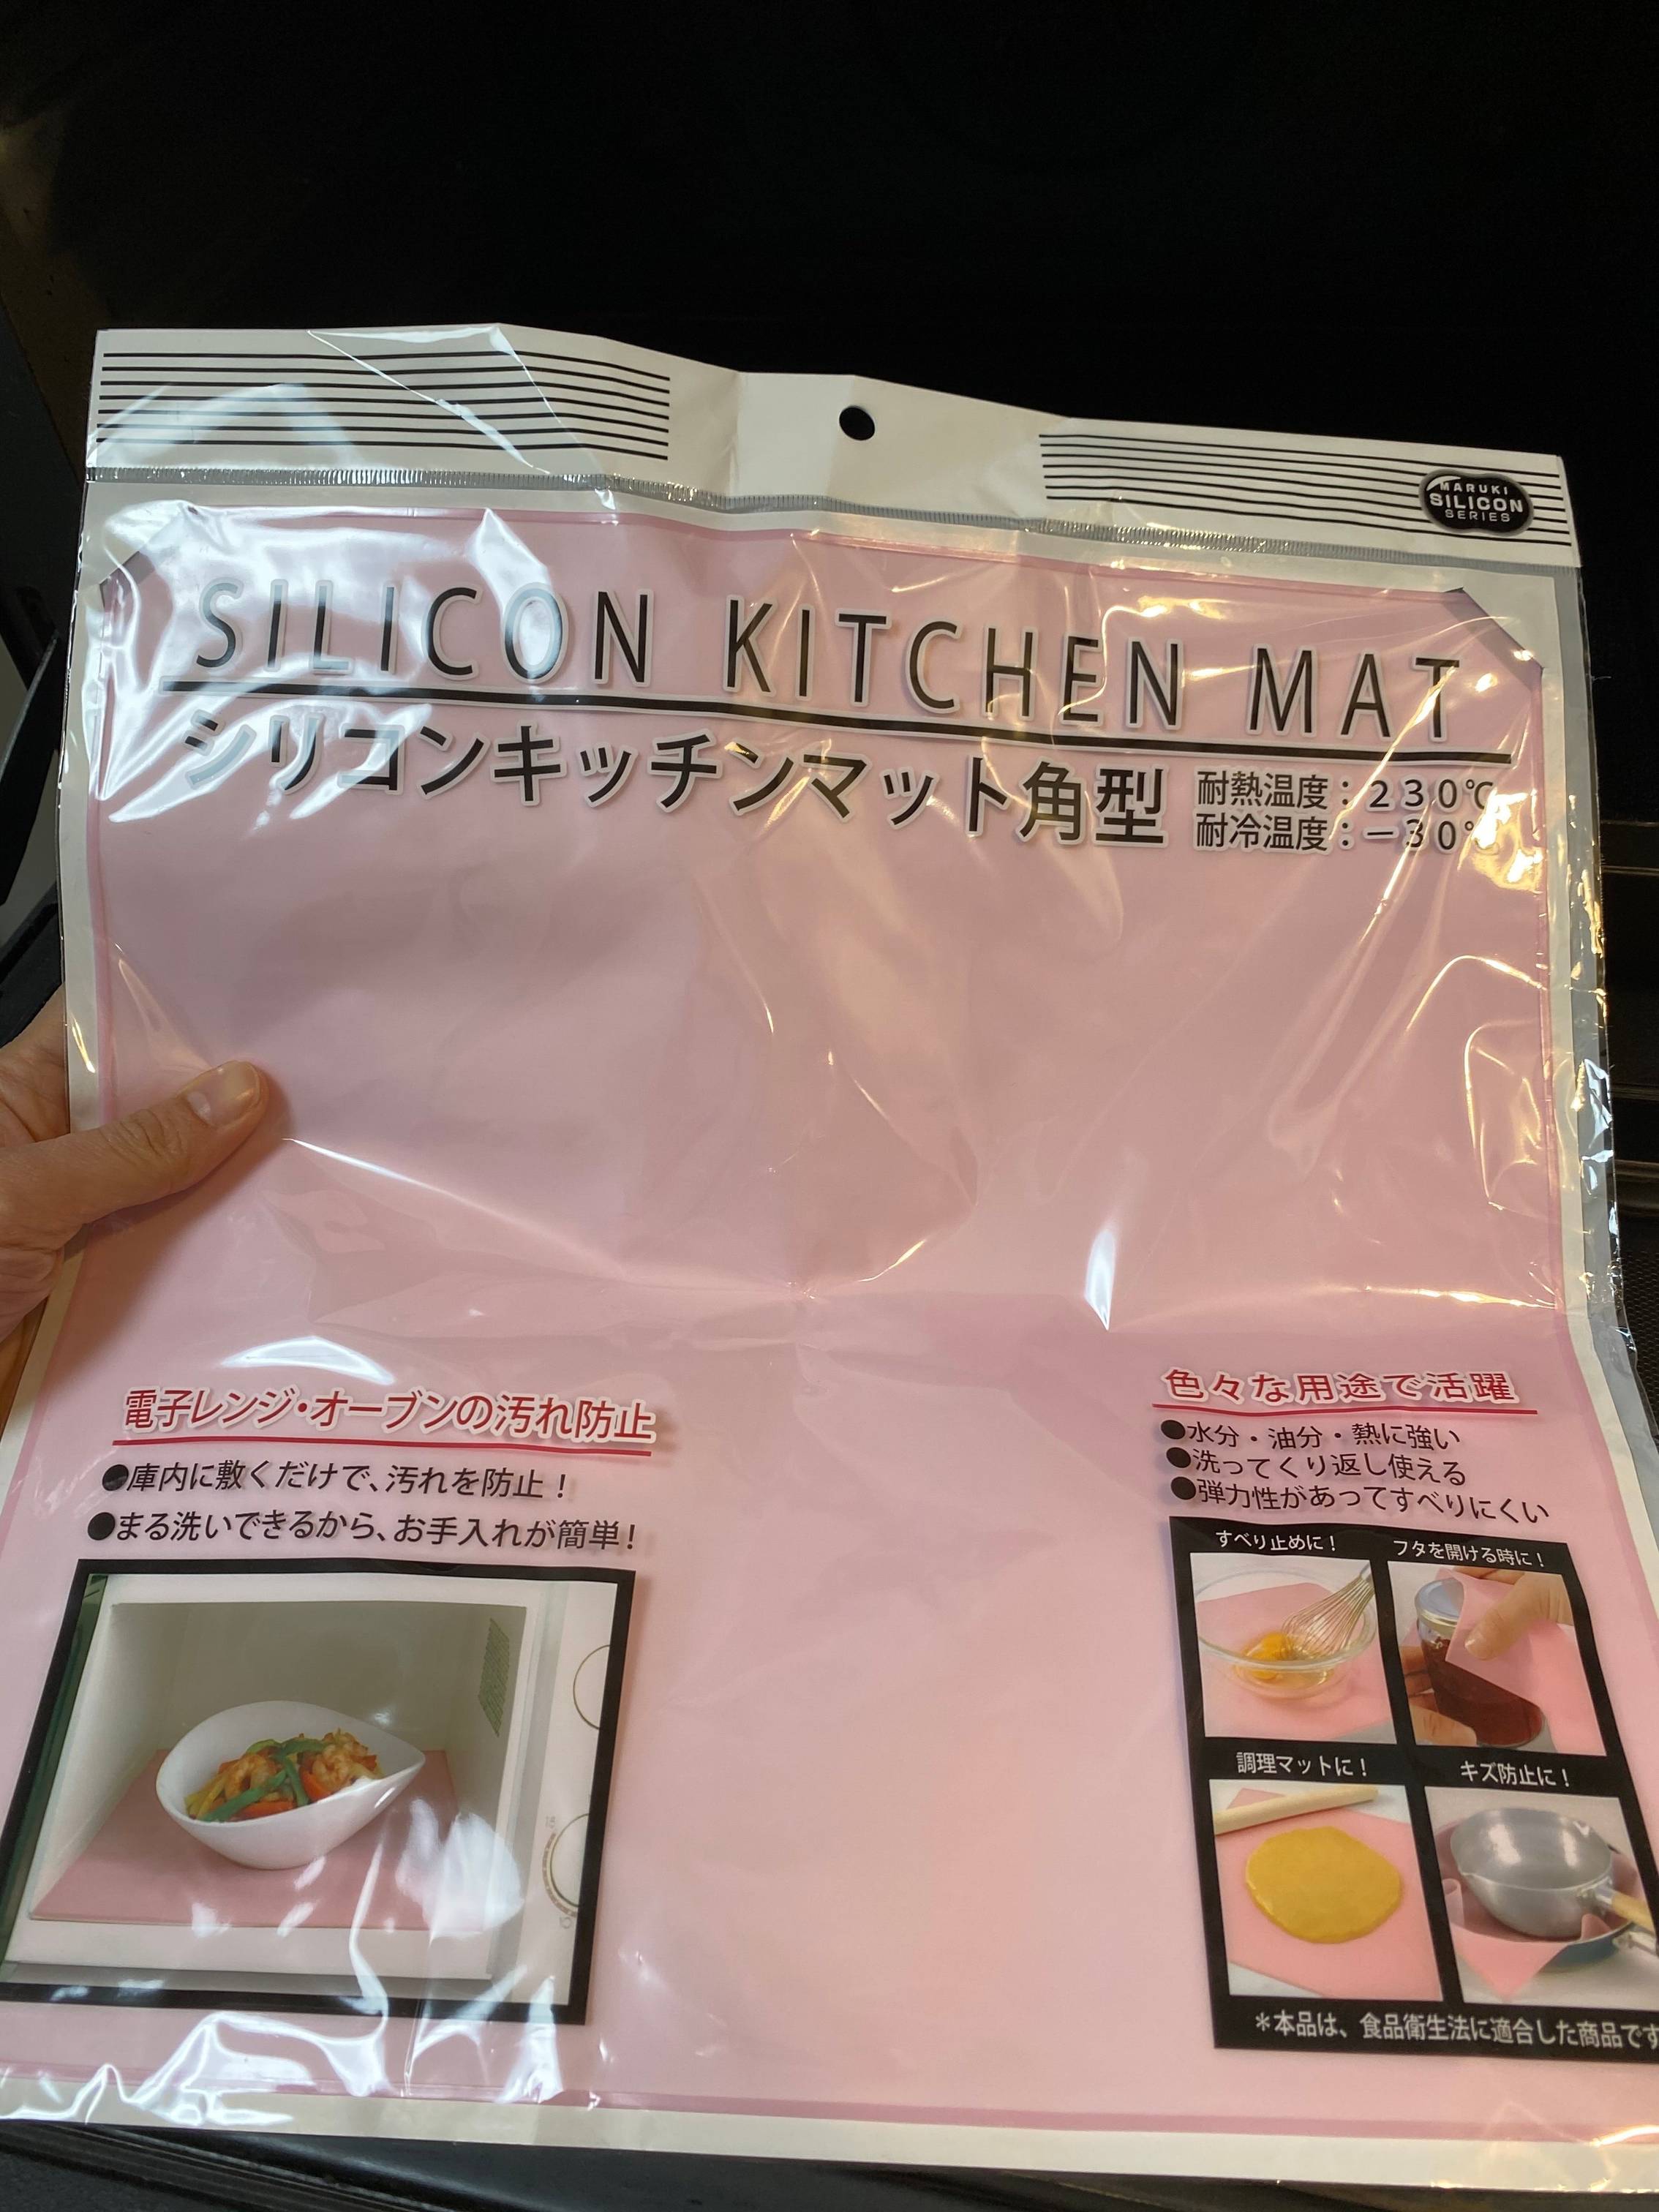 MARUKI
SILICON
SERIES
SILICON KITCHEN MAT
シリコンキッチンマット角型
耐熱温度：230℃
耐冷温度：－30℃
電子レンジ・オーブンの汚れ防止
●庫内に敷くだけで、汚れを防止！
●まる洗いできるから、お手入れが簡単！
色々な用途で活躍
●水分・油分・熱に強い
●洗ってくり返し使える
●弾力性があってすべりにくい
すべり止めに！
フタを開ける時に！
調理マットに！
キズ防止に！
＊本品は、食品衛生法に適合した商品です